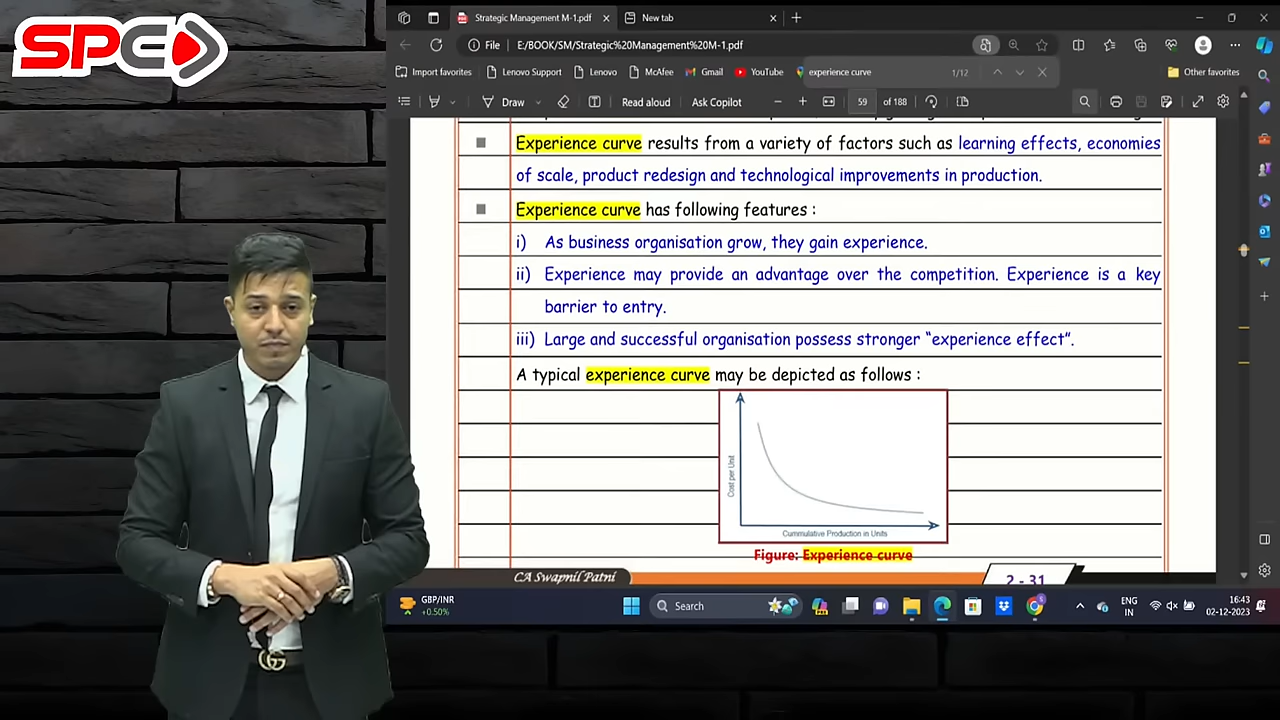 SPC
Strategic Management M-1.pdf
New tab
File
E:/BOOK/SM/Strategic%20Management%20M-1.pdf
Import favorites
Lenovo Support
Lenovo
McAfee
Gmail
YouTube
experience curve
1/12
Other favorites
Draw
Read aloud
Ask Copilot
59
of 188
Experience curve results from a variety of factors such as learning effects, economies
of scale, product redesign and technological improvements in production.
Experience curve has following features :
i) As business organisation grow, they gain experience.
ii) Experience may provide an advantage over the competition. Experience is a key
barrier to entry.
iii) Large and successful organisation possess stronger “experience effect”.
A typical experience curve may be depicted as follows :
Cost per Unit
Cummulative Production in Units
Figure: Experience curve
CA Swapnil Patni
2 - 31
GBP/INR
+0.50%
Search
ENG
IN
16:43
02-12-2023